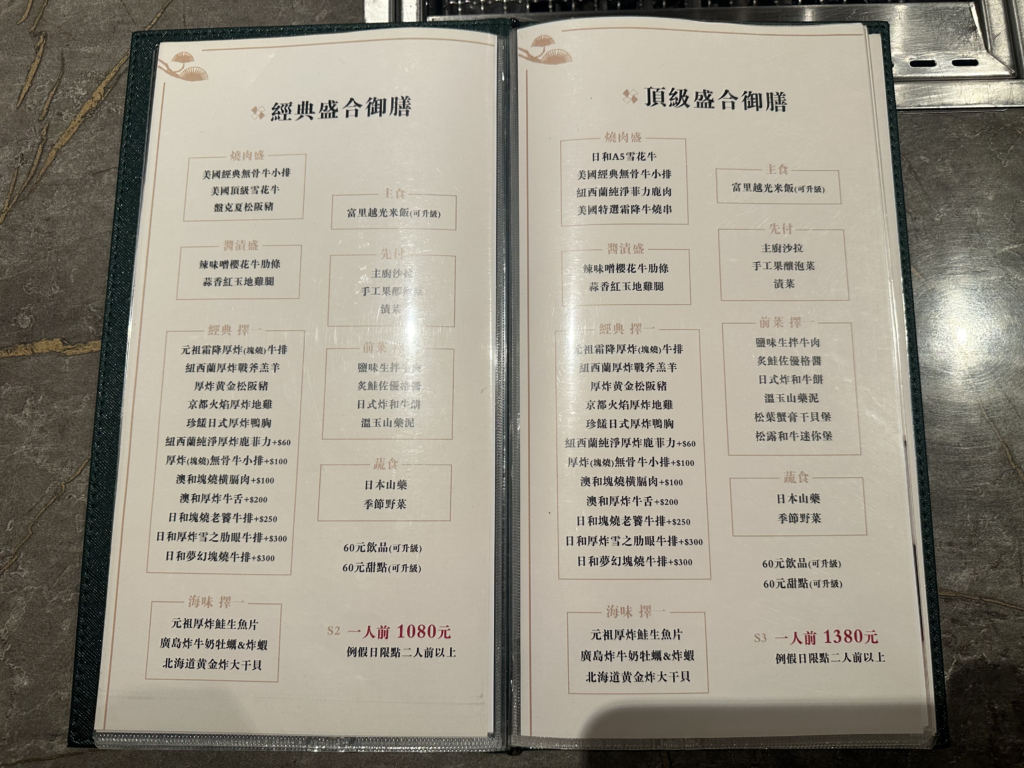 經典盛合御膳
燒肉盛
美國經典無骨牛小排
美國頂級雪花牛
盤克夏松阪豬
醬漬盛
辣味噌櫻花牛肋條
蒜香紅玉地雞腿
經典 擇一
元祖霜降厚炸(塊燒)牛排
紐西蘭厚炸戰斧羔羊
厚炸黃金松阪豬
京都火焰厚炸地雞
珍饈日式厚炸鴨胸
紐西蘭純淨厚炸鹿菲力+$60
厚炸(塊燒)無骨牛小排+$100
澳和塊燒橫膈肉+$100
澳和厚炸牛舌+$200
日和塊燒老饕牛排+$250
日和厚炸雪之肋眼牛排+$300
日和夢幻塊燒牛排+$300
海味 擇一
元祖厚炸鮭生魚片
廣島炸牛奶牡蠣&炸蝦
北海道黃金炸大干貝
主食
富里越光米飯(可升級)
先付
主廚沙拉
手工果釀
漬菜
前菜
鹽味生拌牛肉
炙鮭佐優格醬
日式炸和牛餅
溫玉山藥泥
蔬食
日本山藥
季節野菜
60元飲品(可升級)
60元甜點(可升級)
S2 一人前 1080元
例假日限點二人前以上
頂級盛合御膳
燒肉盛
日和A5雪花牛
美國經典無骨牛小排
紐西蘭純淨菲力鹿肉
美國特選霜降牛燒串
醬漬盛
辣味噌櫻花牛肋條
蒜香紅玉地雞腿
經典 擇一
元祖霜降厚炸(塊燒)牛排
紐西蘭厚炸戰斧羔羊
厚炸黃金松阪豬
京都火焰厚炸地雞
珍饈日式厚炸鴨胸
紐西蘭純淨厚炸鹿菲力+$60
厚炸(塊燒)無骨牛小排+$100
澳和塊燒橫膈肉+$100
澳和厚炸牛舌+$200
日和塊燒老饕牛排+$250
日和厚炸雪之肋眼牛排+$300
日和夢幻塊燒牛排+$300
海味 擇一
元祖厚炸鮭生魚片
廣島炸牛奶牡蠣&炸蝦
北海道黃金炸大干貝
主食
富里越光米飯(可升級)
先付
主廚沙拉
手工果釀泡菜
漬菜
前菜 擇一
鹽味生拌牛肉
炙鮭佐優格醬
日式炸和牛餅
溫玉山藥泥
松葉蟹膏干貝堡
松露和牛迷你堡
蔬食
日本山藥
季節野菜
60元飲品(可升級)
60元甜點(可升級)
S3 一人前 1380元
例假日限點二人前以上